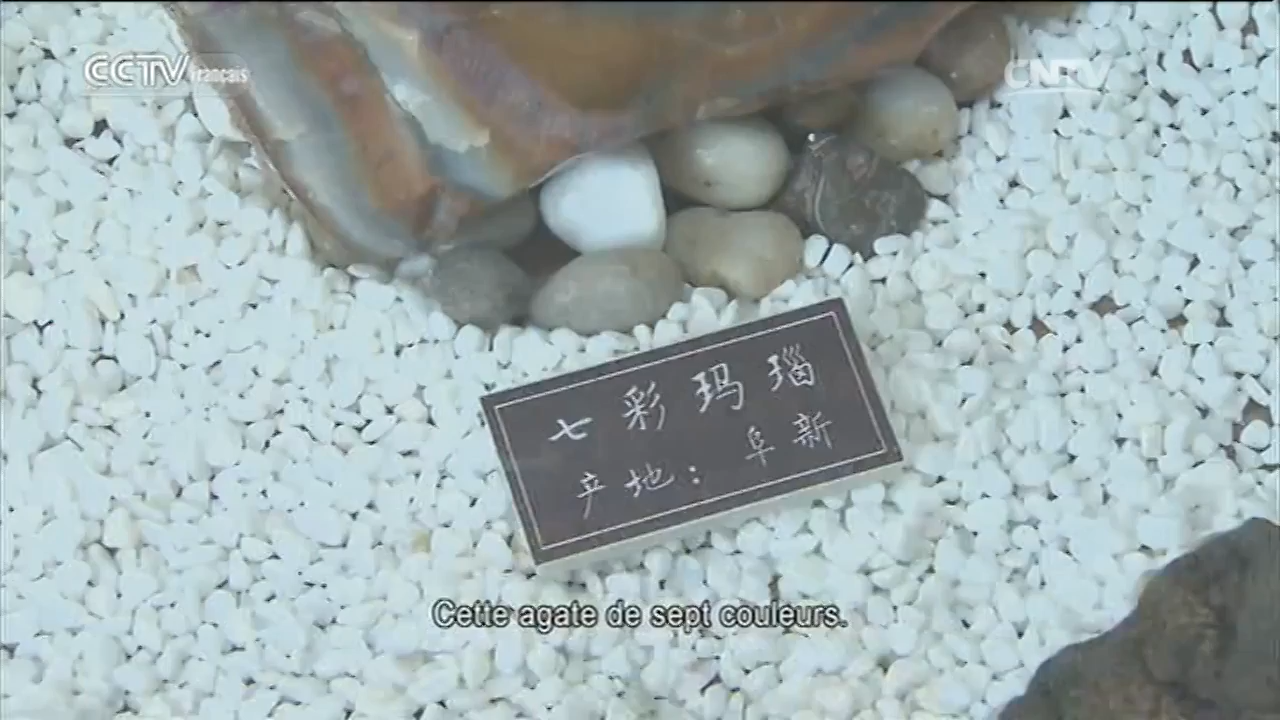 CCTV Français
CNTV
七彩玛瑙
产地：阜新
Cette agate de sept couleurs.